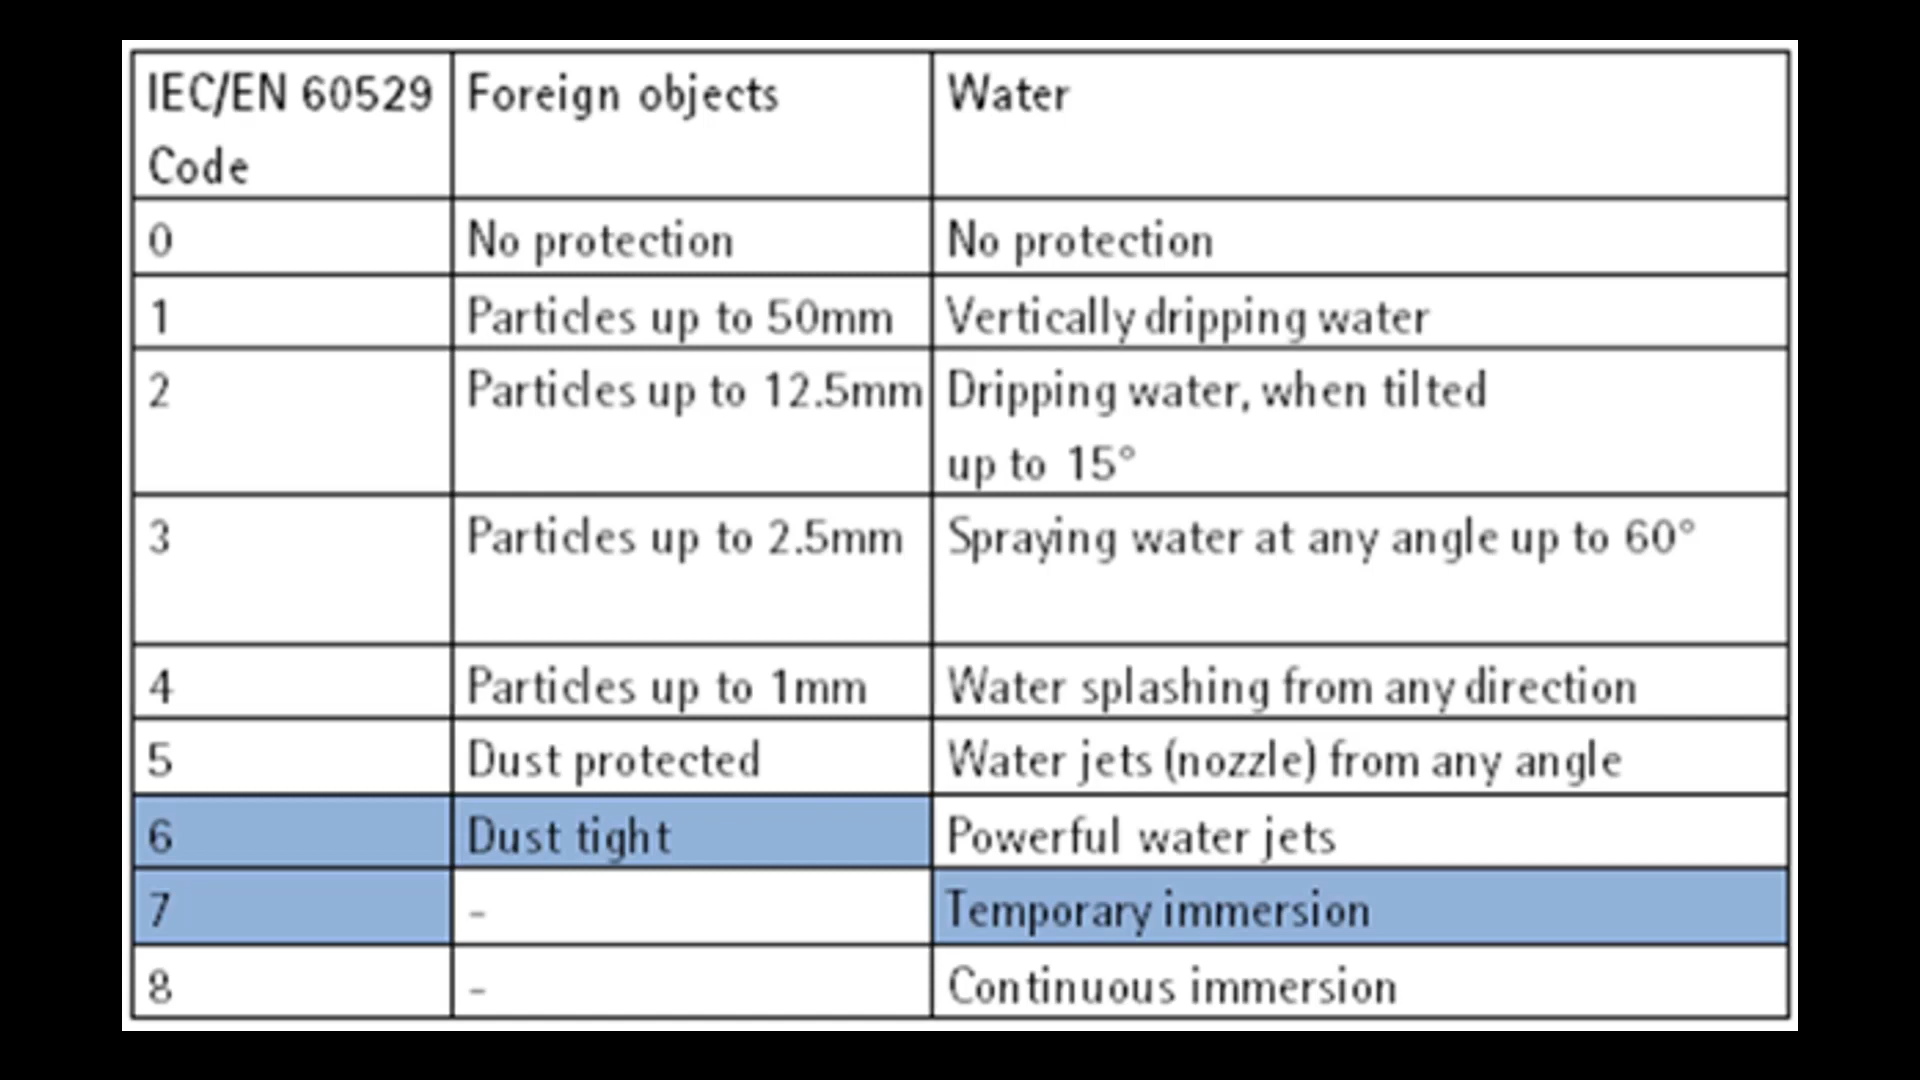 IEC/EN 60529 Foreign objects Water
Code
0 No protection No protection
1 Particles up to 50mm Vertically dripping water
2 Particles up to 12.5mm Dripping water, when tilted
up to 15°
3 Particles up to 2.5mm Spraying water at any angle up to 60°
4 Particles up to 1mm Water splashing from any direction
5 Dust protected Water jets (nozzle) from any angle
6 Dust tight Powerful water jets
7 - Temporary immersion
8 - Continuous immersion